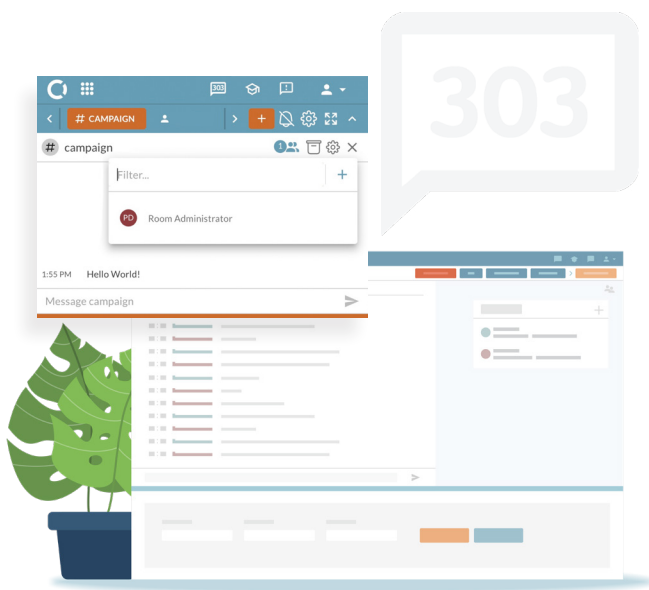 303
303
# CAMPAIGN
# campaign
1
Filter...
PD
Room Administrator
1:55 PM Hello World!
Message campaign